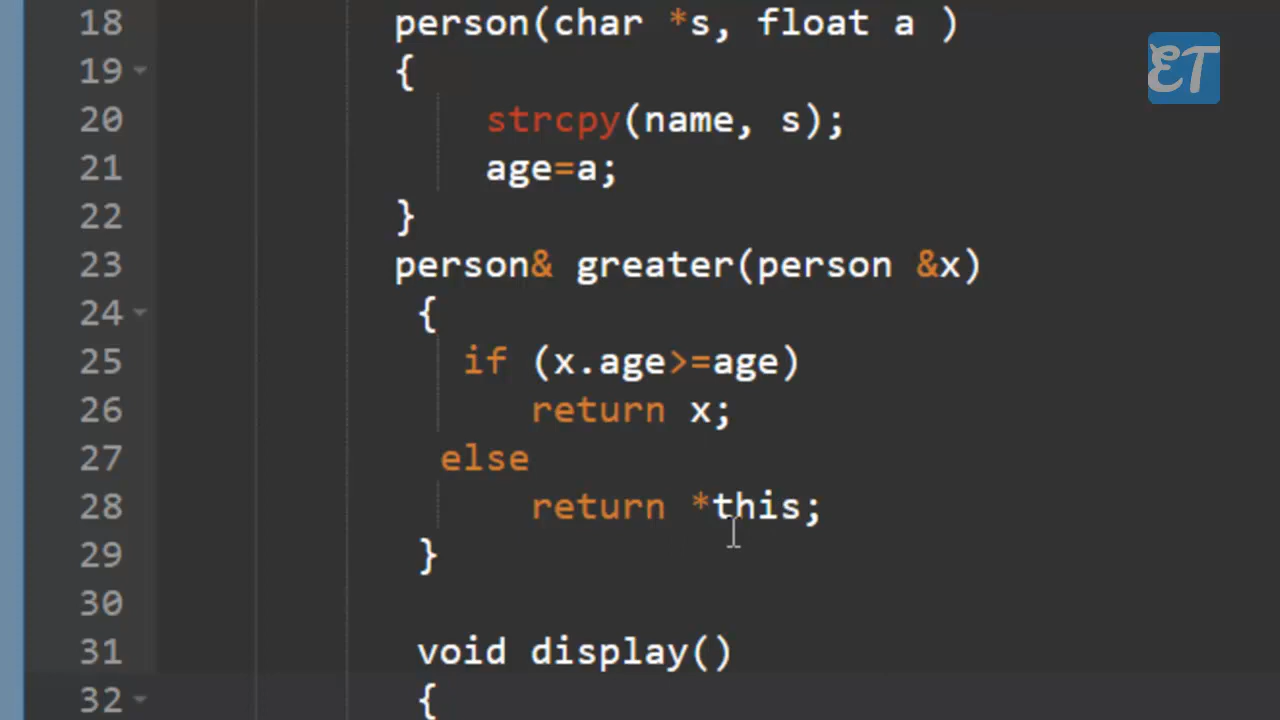 18 person(char *s, float a )
19 {
20 strcpy(name, s);
21 age=a;
22 }
23 person& greater(person &x)
24 {
25 if (x.age>=age)
26 return x;
27 else
28 return *this;
29 }
30
31 void display()
32 {
ET